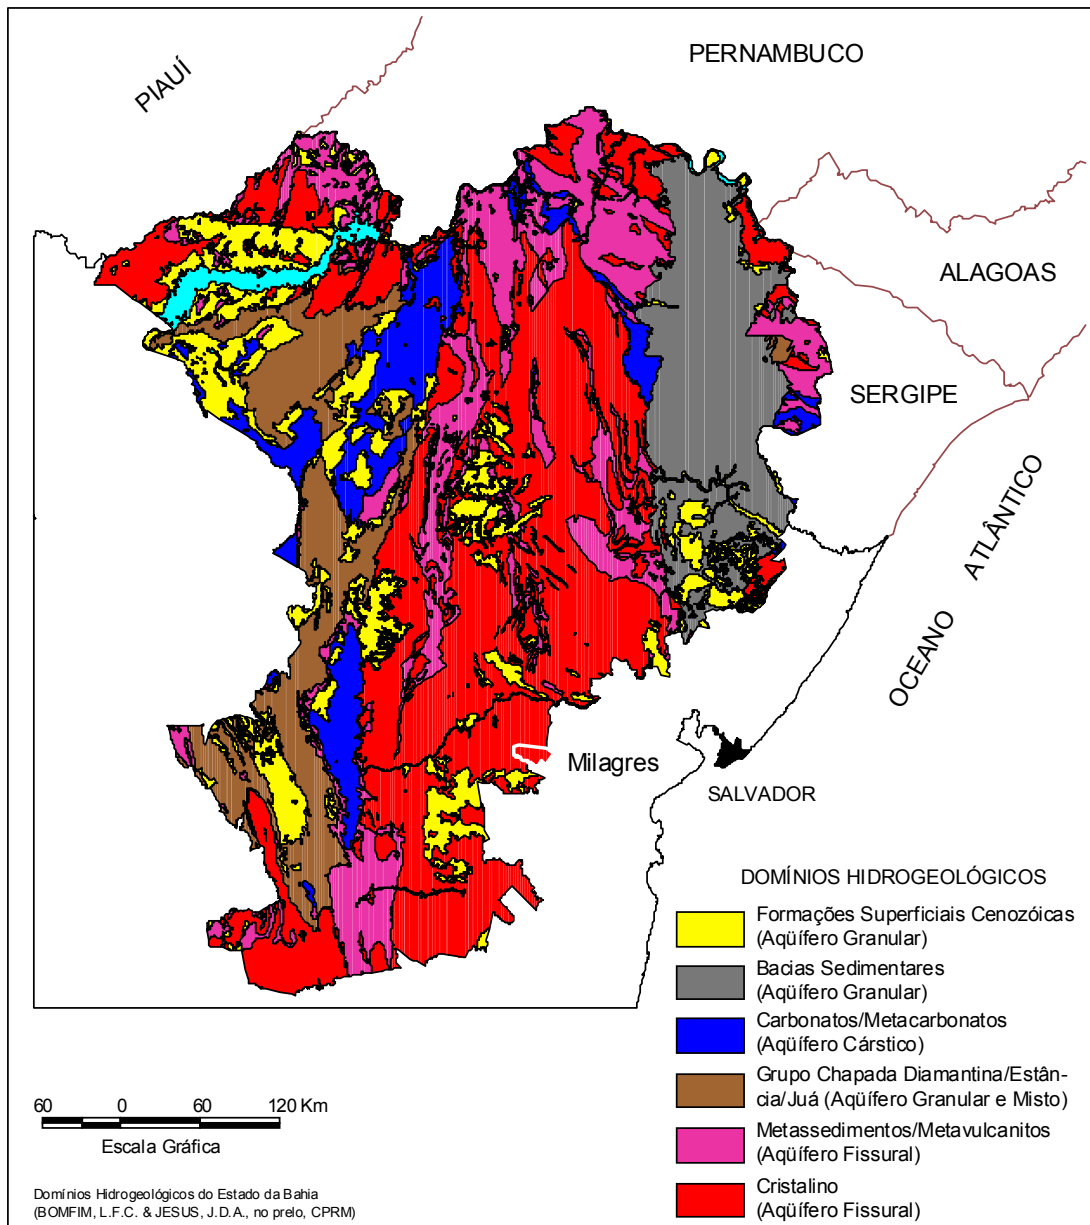 PERNAMBUCO
PIAUÍ
ALAGOAS
SERGIPE
OCEANO ATLÂNTICO
Milagres
SALVADOR
DOMÍNIOS HIDROGEOLÓGICOS
Formações Superficiais Cenozóicas
(Aqüífero Granular)
Bacias Sedimentares
(Aqüífero Granular)
Carbonatos/Metacarbonatos
(Aqüífero Cárstico)
Grupo Chapada Diamantina/Estân-
cia/Juá (Aqüífero Granular e Misto)
Metassedimentos/Metavulcanitos
(Aqüífero Fissural)
Cristalino
(Aqüífero Fissural)
60 0 60 120 Km
Escala Gráfica
Domínios Hidrogeológicos do Estado da Bahia
(BOMFIM, L.F.C. & JESUS, J.D.A., no prelo, CPRM)